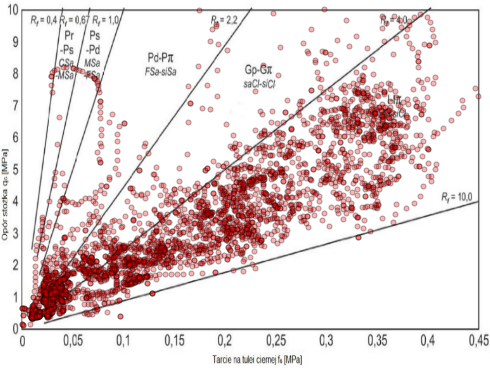 10
9
8
7
6
5
4
3
2
1
0
Opór stożka qc [MPa]
Rf = 0,4
Rf = 0,67
Rf = 1,0
Rf = 2,2
Rf = 4,0
Rf = 10,0
Pr
-Ps
CSa
-MSa
Ps
-Pd
MSa
FSa
Pd-Pπ
FSa-siSa
Gp-Gπ
saCl-siCl
0
0,05
0,1
0,15
0,2
0,25
0,3
0,35
0,4
0,45
Tarcie na tulei ciernej fs [MPa]